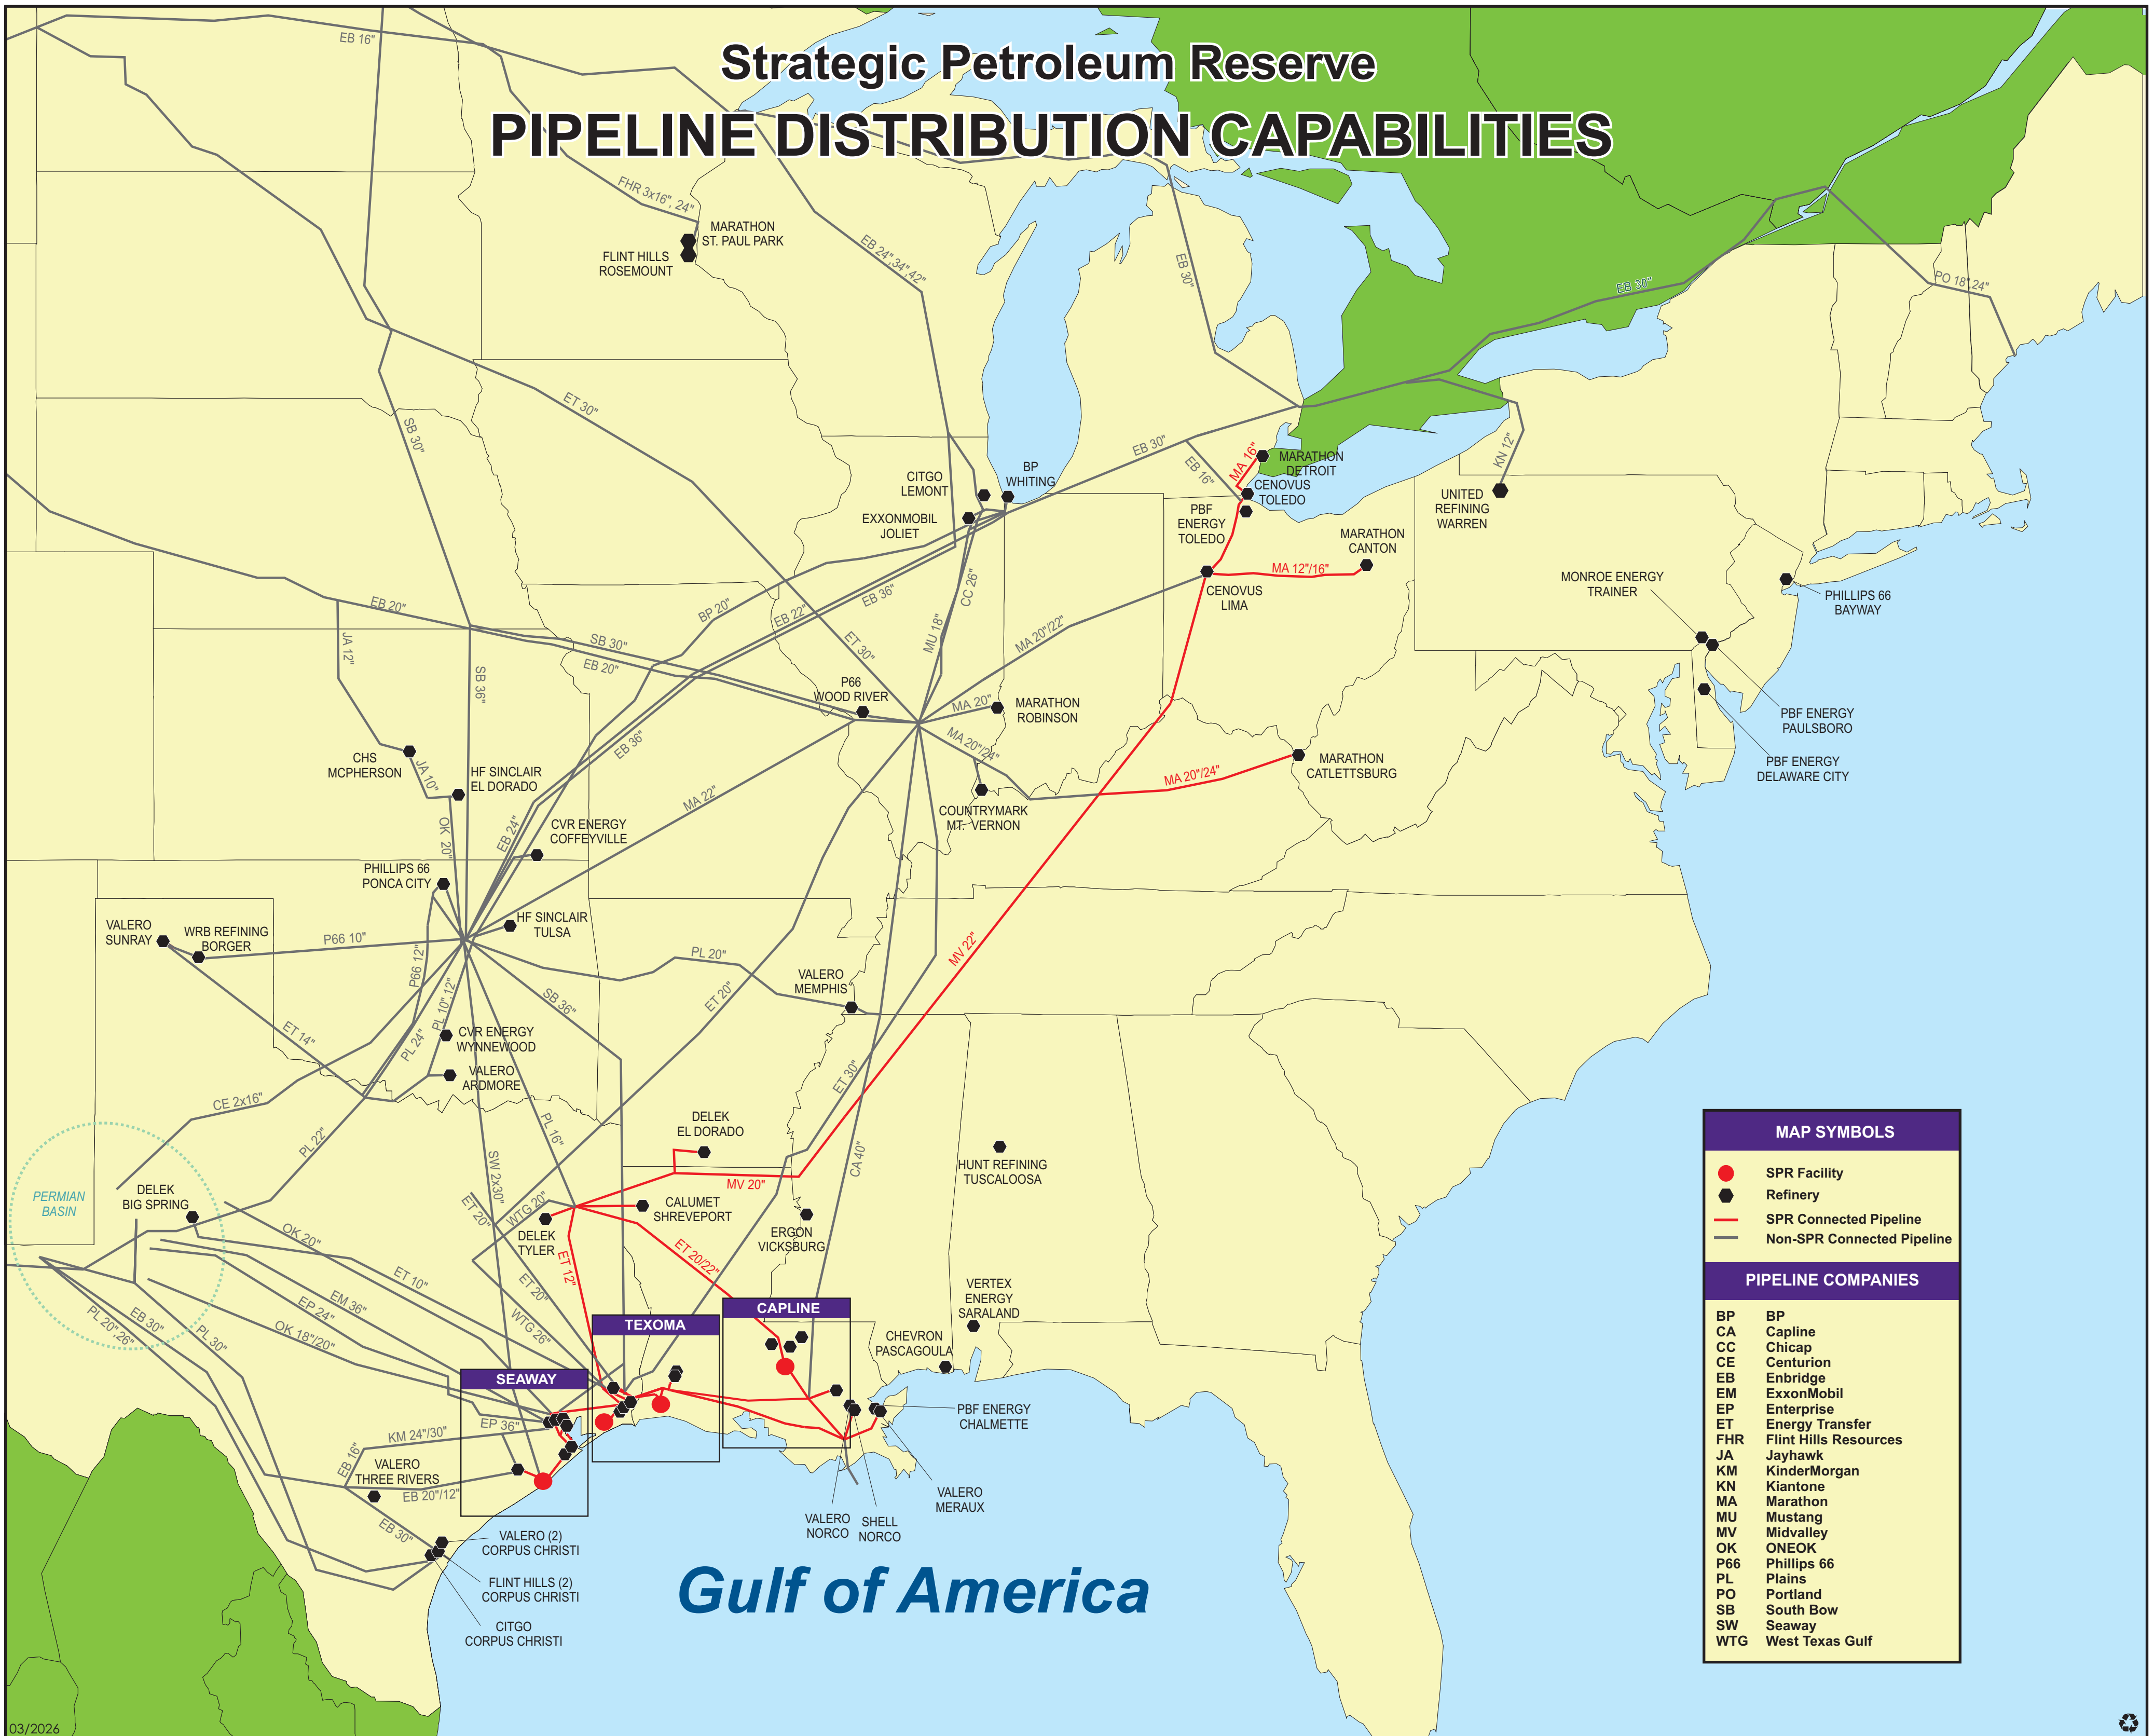 Strategic Petroleum Reserve
PIPELINE DISTRIBUTION CAPABILITIES
EB 16"
FHR 3x16", 24"
MARATHON
ST. PAUL PARK
FLINT HILLS
ROSEMOUNT
EB 24",34",42"
EB 30"
EB 30"
PO 18",24"
ET 30"
SB 30"
EB 30"
KN 12"
MA 16"
MARATHON
DETROIT
EB 16"
CENOVUS
TOLEDO
CITGO
LEMONT
BP
WHITING
EXXONMOBIL
JOLIET
PBF
ENERGY
TOLEDO
UNITED
REFINING
WARREN
MARATHON
CANTON
MA 12"/16"
CENOVUS
LIMA
MONROE ENERGY
TRAINER
PHILLIPS 66
BAYWAY
PBF ENERGY
PAULSBORO
PBF ENERGY
DELAWARE CITY
EB 20"
JA 12"
SB 36"
SB 30"
EB 20"
BP 20"
EB 22"
EB 36"
ET 30"
MU 18"
CC 26"
MA 20"/22"
P66
WOOD RIVER
MA 20"
MARATHON
ROBINSON
MA 20"/24"
MA 20"/24"
MARATHON
CATLETTSBURG
COUNTRYMARK
MT. VERNON
CHS
MCPHERSON
JA 10"
HF SINCLAIR
EL DORADO
EB 36"
MA 22"
OK 20"
EB 24"
CVR ENERGY
COFFEYVILLE
PHILLIPS 66
PONCA CITY
VALERO
SUNRAY
WRB REFINING
BORGER
P66 10"
HF SINCLAIR
TULSA
P66 12"
PL 10",12"
SB 36"
PL 20"
VALERO
MEMPHIS
ET 20"
MV 22"
ET 14"
PL 24"
CVR ENERGY
WYNNEWOOD
VALERO
ARDMORE
CE 2x16"
PL 22"
PL 16"
ET 30"
CA 40"
DELEK
EL DORADO
HUNT REFINING
TUSCALOOSA
MV 20"
SW 2x30"
PERMIAN
BASIN
DELEK
BIG SPRING
ET 20"
WTG 20"
DELEK
TYLER
CALUMET
SHREVEPORT
ERGON
VICKSBURG
OK 20"
ET 10"
EM 36"
EP 24"
OK 18"/20"
ET 12"
ET 20/22"
ET 20"
WTG 26"
PL 20",26"
EB 30"
PL 30"
VERTEX
ENERGY
SARALAND
CHEVRON
PASCAGOULA
CAPLINE
TEXOMA
SEAWAY
EP 36"
KM 24"/30"
EB 16"
VALERO
THREE RIVERS
EB 20"/12"
EB 30"
PBF ENERGY
CHALMETTE
VALERO
MERAUX
VALERO
NORCO
SHELL
NORCO
VALERO (2)
CORPUS CHRISTI
FLINT HILLS (2)
CORPUS CHRISTI
CITGO
CORPUS CHRISTI
Gulf of America
MAP SYMBOLS
SPR Facility
Refinery
SPR Connected Pipeline
Non-SPR Connected Pipeline
PIPELINE COMPANIES
BP BP
CA Capline
CC Chicap
CE Centurion
EB Enbridge
EM ExxonMobil
EP Enterprise
ET Energy Transfer
FHR Flint Hills Resources
JA Jayhawk
KM KinderMorgan
KN Kiantone
MA Marathon
MU Mustang
MV Midvalley
OK ONEOK
P66 Phillips 66
PL Plains
PO Portland
SB South Bow
SW Seaway
WTG West Texas Gulf
03/2026